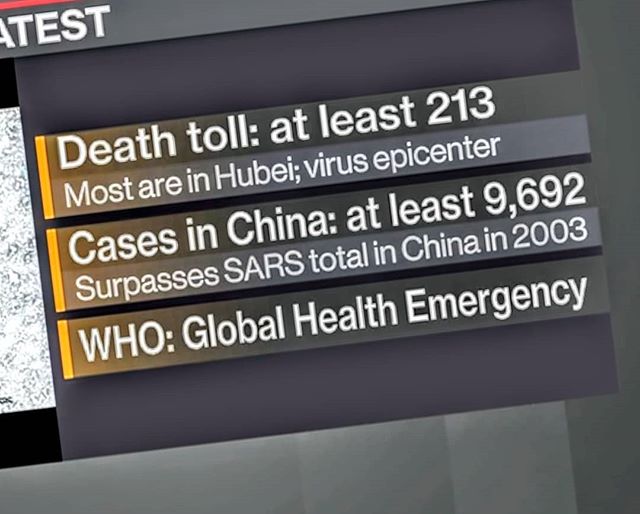 ATEST
Death toll: at least 213
Most are in Hubei; virus epicenter
Cases in China: at least 9,692
Surpasses SARS total in China in 2003
WHO: Global Health Emergency